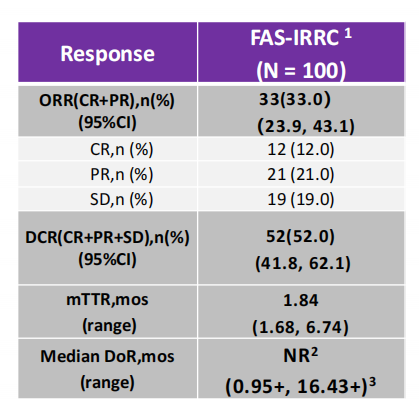 Response FAS-IRRC ¹
(N = 100)
ORR(CR+PR),n(%) 33(33.0)
(95%CI) (23.9, 43.1)
CR,n (%) 12 (12.0)
PR,n (%) 21 (21.0)
SD,n (%) 19 (19.0)
DCR(CR+PR+SD),n(%) 52(52.0)
(95%CI) (41.8, 62.1)
mTTR,mos 1.84
(range) (1.68, 6.74)
Median DoR,mos NR²
(range) (0.95+, 16.43+)³